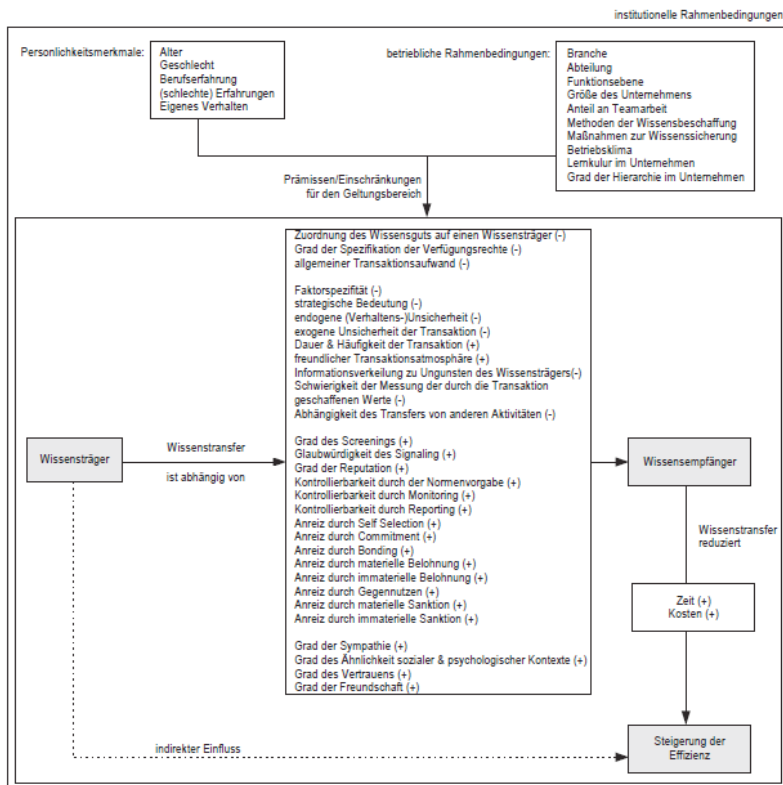 institutionelle Rahmenbedingungen
Personlichkeitsmerkmale:
Alter
Geschlecht
Berufserfahrung
(schlechte) Erfahrungen
Eigenes Verhalten
betriebliche Rahmenbedingungen:
Branche
Abteilung
Funktionsebene
Größe des Unternehmens
Anteil an Teamarbeit
Methoden der Wissensbeschaffung
Maßnahmen zur Wissenssicherung
Betriebsklima
Lernkulur im Unternehmen
Grad der Hierarchie im Unternehmen
Prämissen/Einschränkungen
für den Geltungsbereich
Zuordnung des Wissensguts auf einen Wissensträger (-)
Grad der Spezifikation der Verfügungsrechte (-)
allgemeiner Transaktionsaufwand (-)
Faktorspezifität (-)
strategische Bedeutung (-)
endogene (Verhaltens-)Unsicherheit (-)
exogene Unsicherheit der Transaktion (-)
Dauer & Häufigkeit der Transaktion (+)
freundlicher Transaktionsatmosphäre (+)
Informationsverkeilung zu Ungunsten des Wissensträgers(-)
Schwierigkeit der Messung der durch die Transaktion
geschaffenen Werte (-)
Abhängigkeit des Transfers von anderen Aktivitäten (-)
Grad des Screenings (+)
Glaubwürdigkeit des Signaling (+)
Grad der Reputation (+)
Kontrollierbarkeit durch der Normenvorgabe (+)
Kontrollierbarkeit durch Monitoring (+)
Kontrollierbarkeit durch Reporting (+)
Anreiz durch Self Selection (+)
Anreiz durch Commitment (+)
Anreiz durch Bonding (+)
Anreiz durch materielle Belohnung (+)
Anreiz durch immaterielle Belohnung (+)
Anreiz durch Gegennutzen (+)
Anreiz durch materielle Sanktion (+)
Anreiz durch immaterielle Sanktion (+)
Grad der Sympathie (+)
Grad des Ähnlichkeit sozialer & psychologischer Kontexte (+)
Grad des Vertrauens (+)
Grad der Freundschaft (+)
Wissensträger
Wissenstransfer
ist abhängig von
Wissensempfänger
Wissenstransfer
reduziert
Zeit (+)
Kosten (+)
indirekter Einfluss
Steigerung der
Effizienz